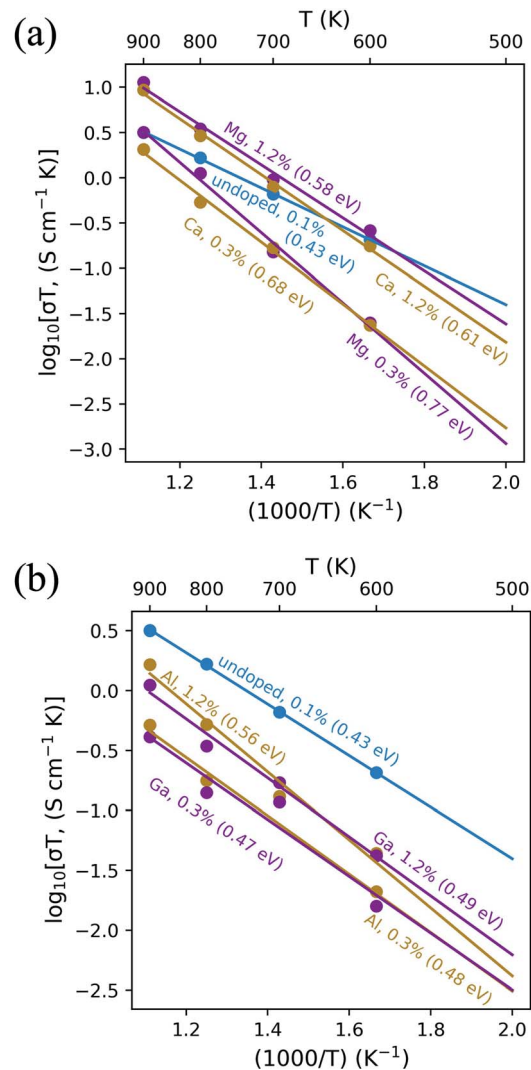 (a)
T (K)
900 800 700 600 500
1.0
0.5
0.0
−0.5
−1.0
−1.5
−2.0
−2.5
−3.0
log10[σT, (S cm⁻¹ K)]
Mg, 1.2% (0.58 eV)
undoped, 0.1%
(0.43 eV)
Ca, 0.3% (0.68 eV)
Ca, 1.2% (0.61 eV)
Mg, 0.3% (0.77 eV)
1.2 1.4 1.6 1.8 2.0
(1000/T) (K⁻¹)
(b)
T (K)
900 800 700 600 500
0.5
0.0
−0.5
−1.0
−1.5
−2.0
−2.5
log10[σT, (S cm⁻¹ K)]
undoped, 0.1% (0.43 eV)
Al, 1.2% (0.56 eV)
Ga, 0.3% (0.47 eV)
Ga, 1.2% (0.49 eV)
Al, 0.3% (0.48 eV)
1.2 1.4 1.6 1.8 2.0
(1000/T) (K⁻¹)